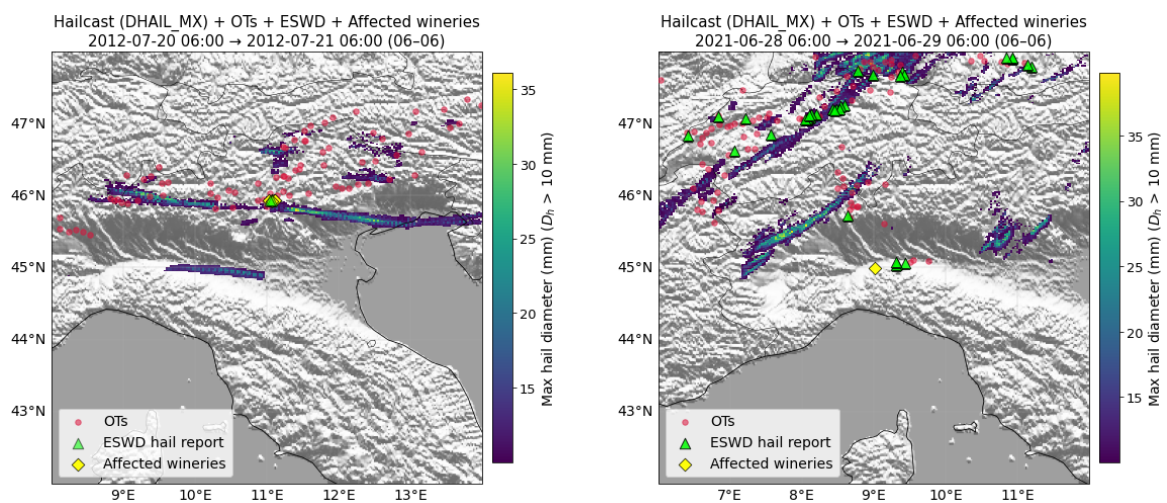 Hailcast (DHAIL_MX) + OTs + ESWD + Affected wineries
2012-07-20 06:00 → 2012-07-21 06:00 (06–06)
47°N
46°N
45°N
44°N
43°N
9°E 10°E 11°E 12°E 13°E
OTs
ESWD hail report
Affected wineries
35
30
25
20
15
Max hail diameter (mm) (Dₕ > 10 mm)
Hailcast (DHAIL_MX) + OTs + ESWD + Affected wineries
2021-06-28 06:00 → 2021-06-29 06:00 (06–06)
47°N
46°N
45°N
44°N
43°N
7°E 8°E 9°E 10°E 11°E
OTs
ESWD hail report
Affected wineries
35
30
25
20
15
Max hail diameter (mm) (Dₕ > 10 mm)